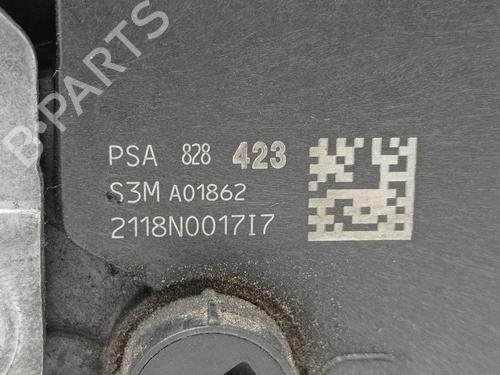 B-PARTS
PSA 828 423
S3M A01862
2118N0017I7